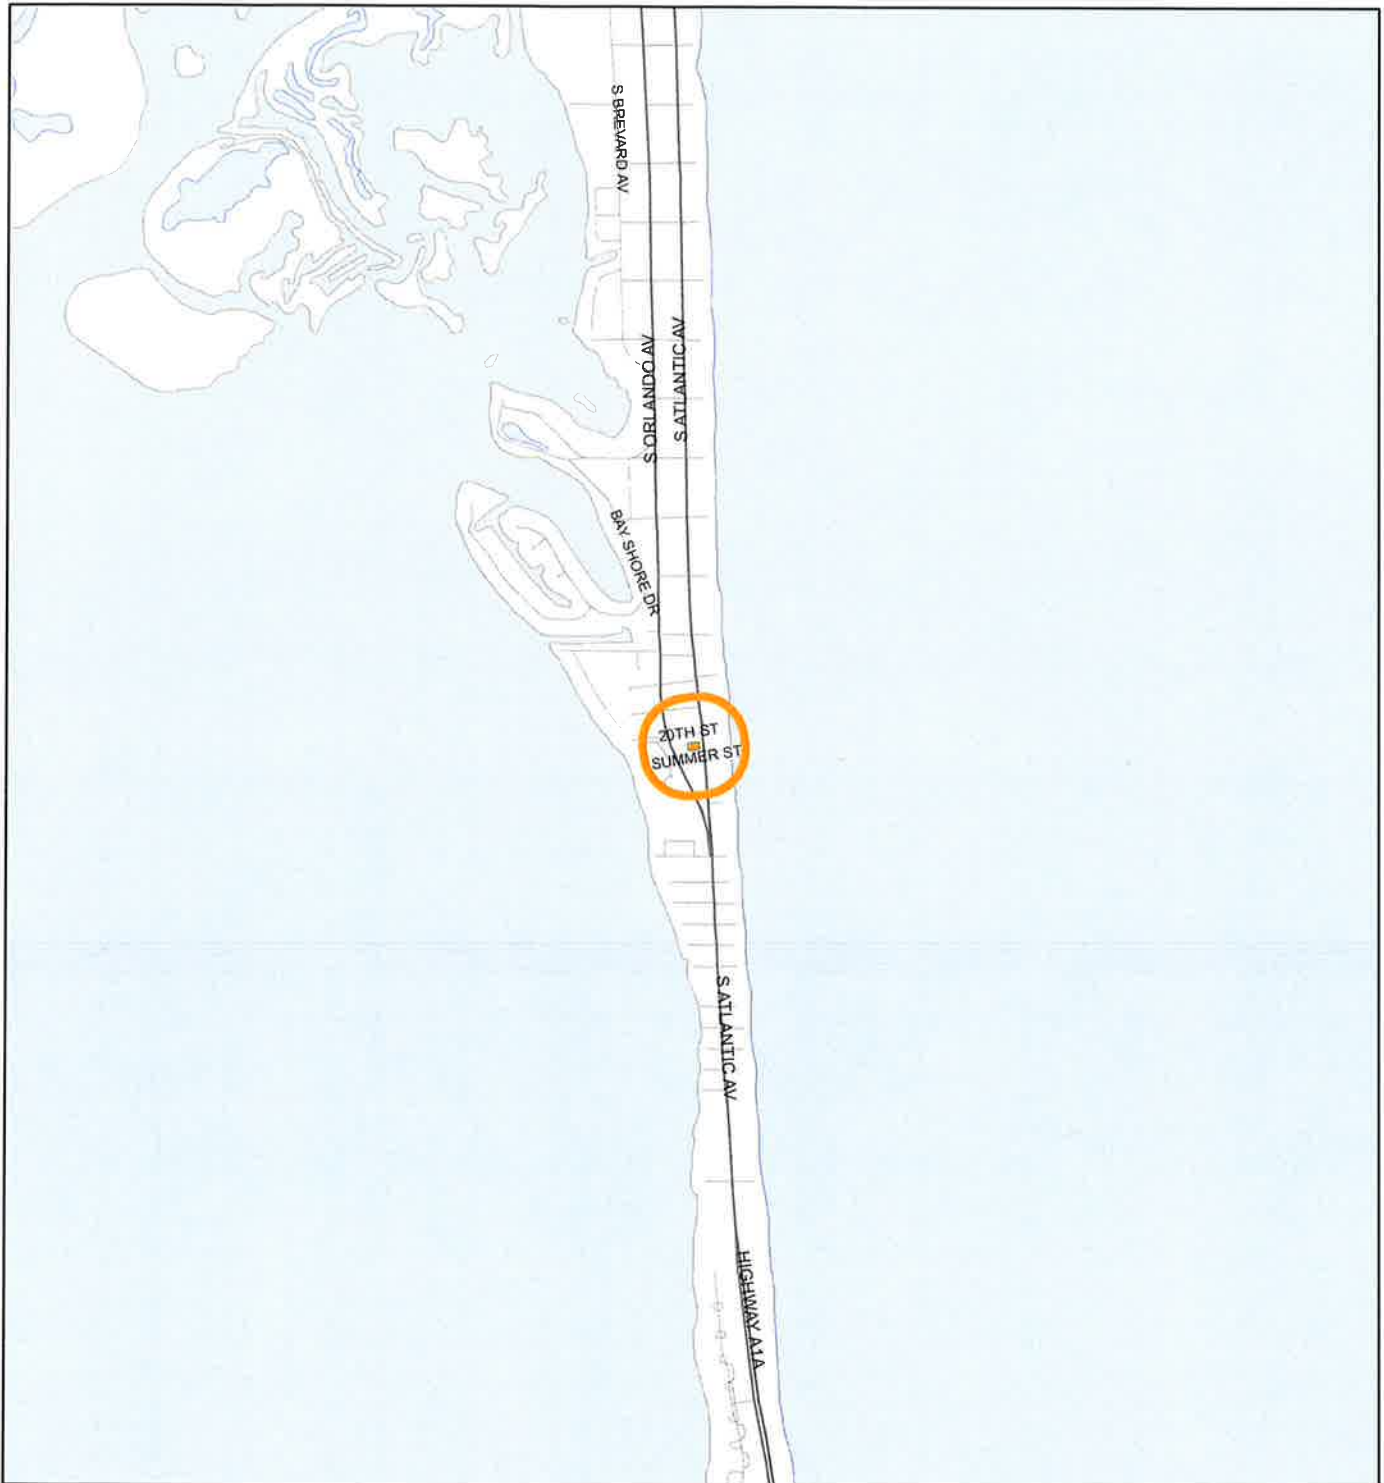 S BREVARD AV
S ORLANDO AV
S ATLANTIC AV
BAY SHORE DR
20TH ST
SUMMER ST
S ATLANTIC AV
HIGHWAY A1A